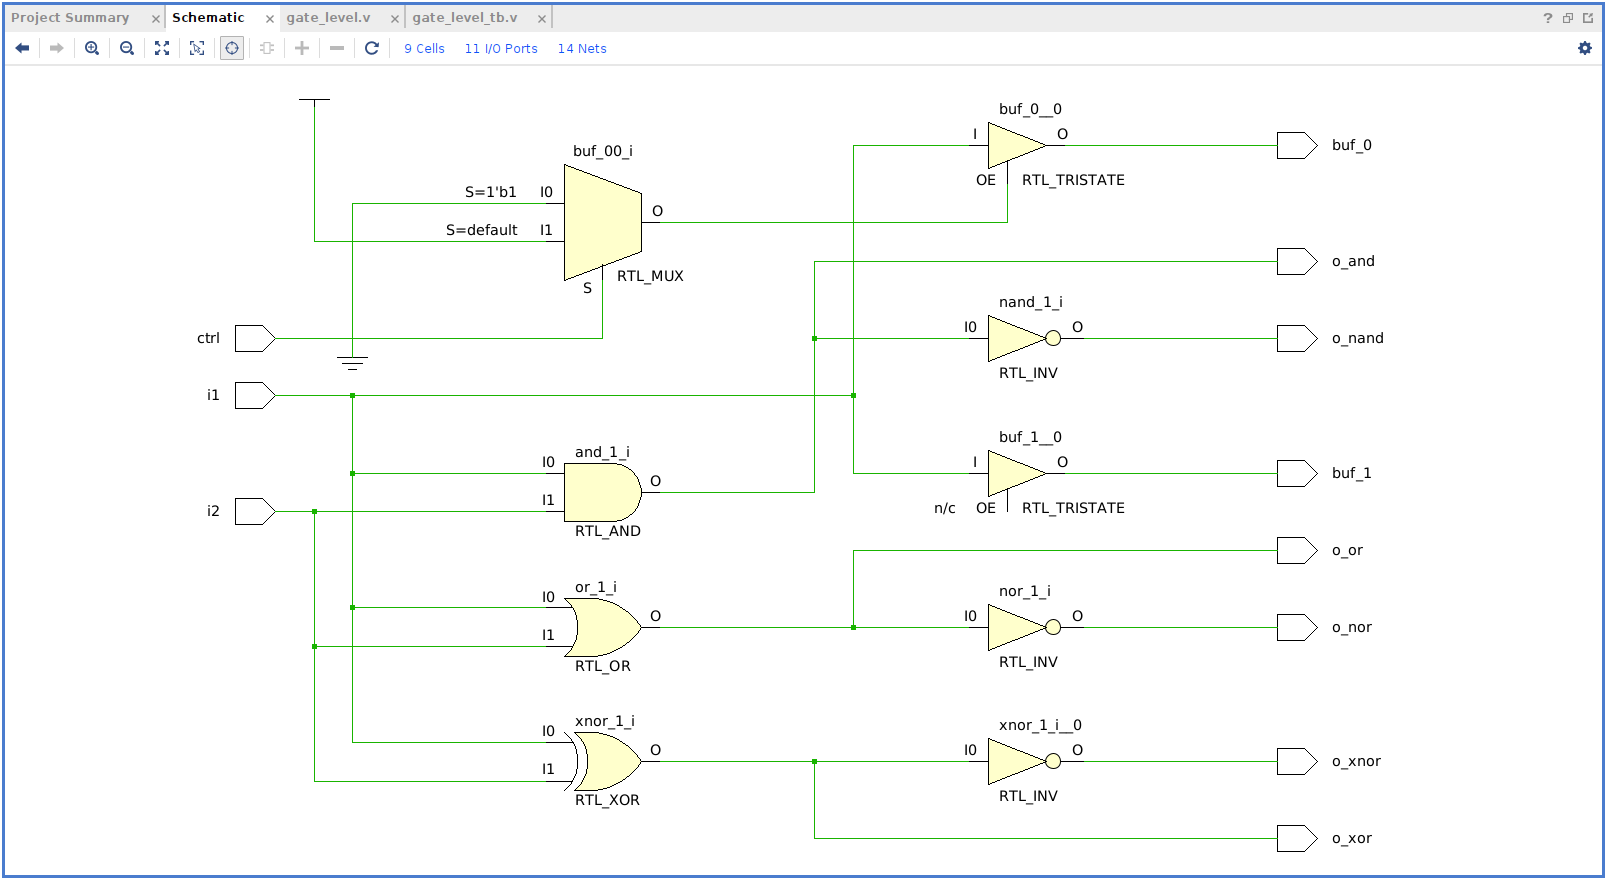 Project Summary × Schematic × gate_level.v × gate_level_tb.v × ?
9 Cells 11 I/O Ports 14 Nets
buf_0__0
I O buf_0
OE RTL_TRISTATE
buf_00_i
S=1'b1 I0
O
S=default I1
RTL_MUX
S
o_and
nand_1_i
I0 O o_nand
RTL_INV
ctrl
i1
buf_1__0
I O buf_1
n/c OE RTL_TRISTATE
and_1_i
I0
O
I1
RTL_AND
i2
o_or
or_1_i
I0
O
I1
RTL_OR
nor_1_i
I0 O o_nor
RTL_INV
xnor_1_i
I0
O
I1
RTL_XOR
xnor_1_i__0
I0 O o_xnor
RTL_INV
o_xor